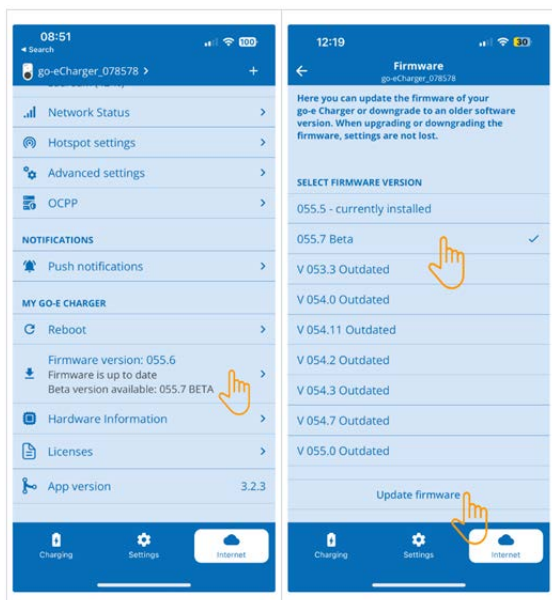 08:51
100
◂ Search
go-eCharger_078578 >
+
Network Status
Hotspot settings
Advanced settings
OCPP
NOTIFICATIONS
Push notifications
MY GO-E CHARGER
Reboot
Firmware version: 055.6
Firmware is up to date
Beta version available: 055.7 BETA
Hardware Information
Licenses
App version 3.2.3
Charging Settings Internet
12:19
30
Firmware
go-eCharger_078578
Here you can update the firmware of your
go-e Charger or downgrade to an older software
version. When upgrading or downgrading the
firmware, settings are not lost.
SELECT FIRMWARE VERSION
055.5 - currently installed
055.7 Beta
V 053.3 Outdated
V 054.0 Outdated
V 054.11 Outdated
V 054.2 Outdated
V 054.3 Outdated
V 054.7 Outdated
V 055.0 Outdated
Update firmware
Charging Settings Internet